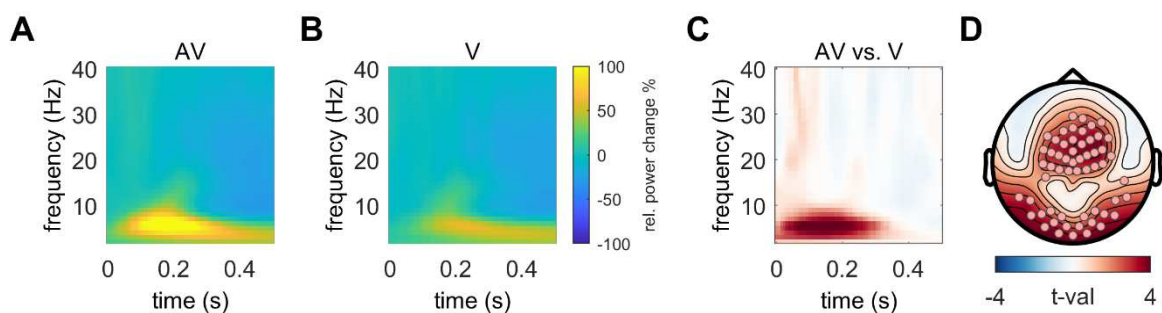 A
AV
frequency (Hz)
40
30
20
10
0
0.2
0.4
time (s)
B
V
frequency (Hz)
40
30
20
10
0
0.2
0.4
time (s)
100
50
0
-50
-100
rel. power change %
C
AV vs. V
frequency (Hz)
40
30
20
10
0
0.2
0.4
time (s)
D
-4
t-val
4